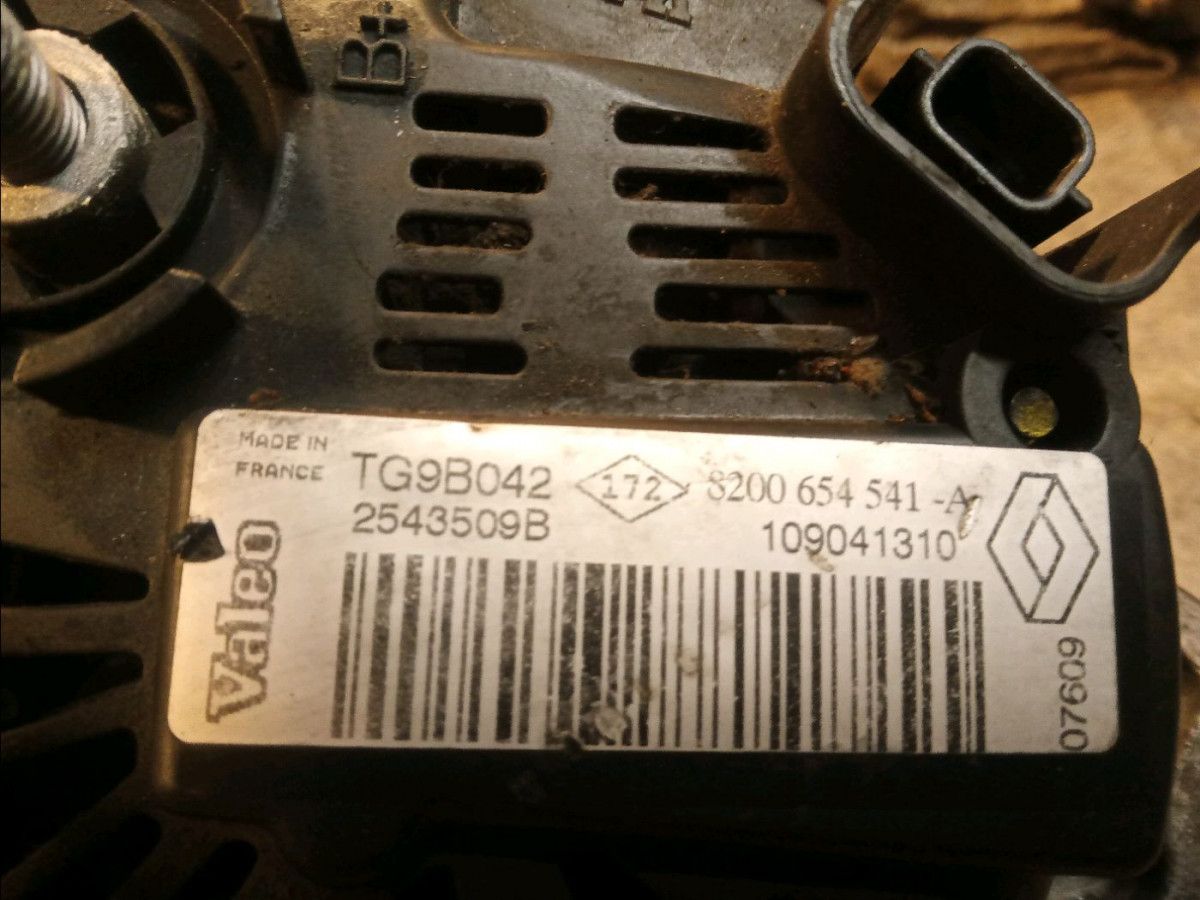 B+
MADE IN
FRANCE
TG9B042
172
8200 654 541 -A
2543509B
109041310
Valeo
07609